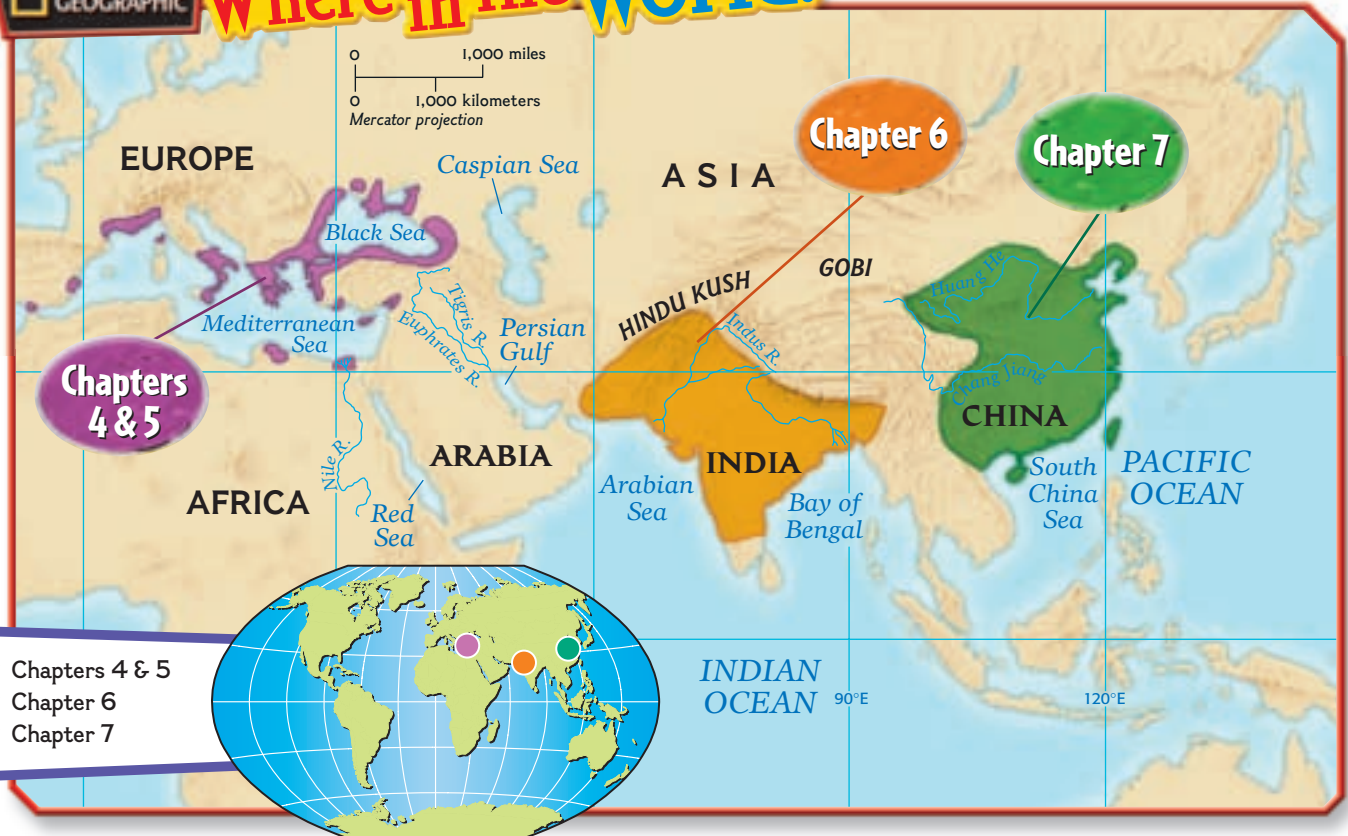 GEOGRAPHIC
Where in the World?
0 1,000 miles
0 1,000 kilometers
Mercator projection
EUROPE
Caspian Sea
ASIA
Chapter 6
Chapter 7
Black Sea
GOBI
HINDU KUSH
Huang He
Tigris R.
Euphrates R.
Mediterranean
Sea
Persian
Gulf
Indus R.
Chapters
4 & 5
Chang Jiang
CHINA
ARABIA
INDIA
Nile R.
AFRICA
Red
Sea
Arabian
Sea
Bay of
Bengal
South
China
Sea
PACIFIC
OCEAN
Chapters 4 & 5
Chapter 6
Chapter 7
INDIAN
OCEAN
90°E
120°E